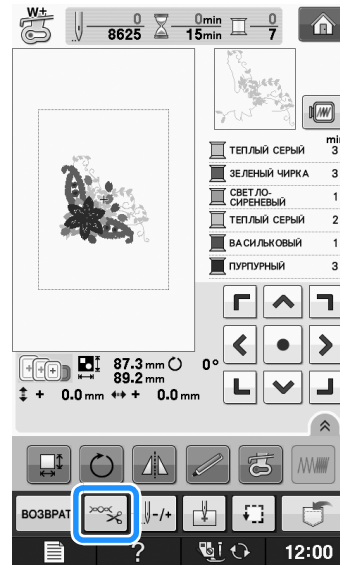 W+
0 0min 0
8625 15min 7
min
ТЕПЛЫЙ СЕРЫЙ 3
ЗЕЛЕНЫЙ ЧИРКА 3
СВЕТЛО-
СИРЕНЕВЫЙ 1
ТЕПЛЫЙ СЕРЫЙ 2
ВАСИЛЬКОВЫЙ 1
ПУРПУРНЫЙ 3
87.3 mm 0°
89.2 mm
+ 0.0 mm + 0.0 mm
ВОЗВРАТ -/+
? 12:00